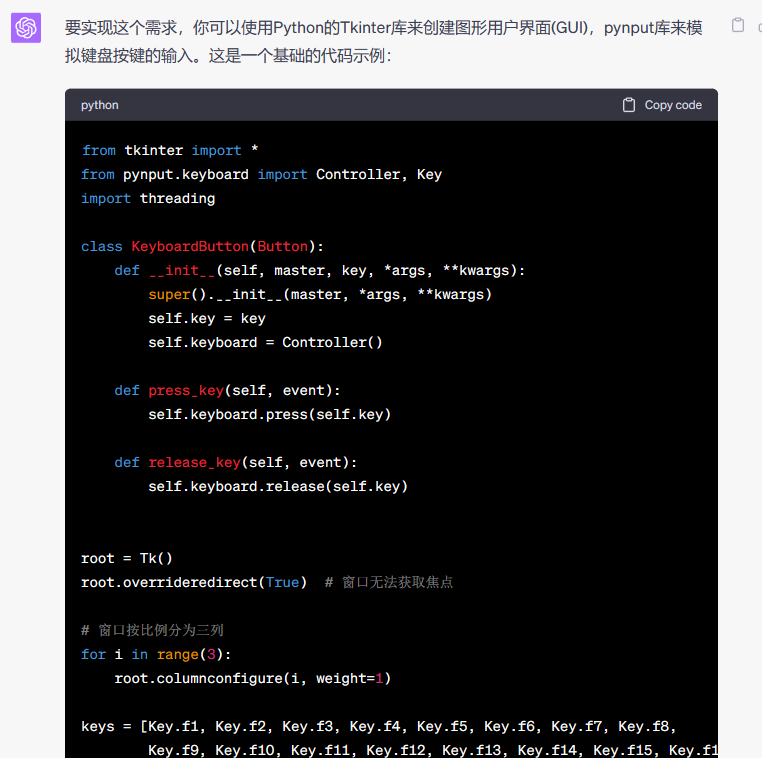 要实现这个需求，你可以使用Python的Tkinter库来创建图形用户界面(GUI)，pynput库来模
拟键盘按键的输入。这是一个基础的代码示例：
python Copy code
from tkinter import *
from pynput.keyboard import Controller, Key
import threading
class KeyboardButton(Button):
    def __init__(self, master, key, *args, **kwargs):
        super().__init__(master, *args, **kwargs)
        self.key = key
        self.keyboard = Controller()
    def press_key(self, event):
        self.keyboard.press(self.key)
    def release_key(self, event):
        self.keyboard.release(self.key)
root = Tk()
root.overrideredirect(True)  # 窗口无法获取焦点
# 窗口按比例分为三列
for i in range(3):
    root.columnconfigure(i, weight=1)
keys = [Key.f1, Key.f2, Key.f3, Key.f4, Key.f5, Key.f6, Key.f7, Key.f8,
        Key.f9, Key.f10, Key.f11, Key.f12, Key.f13, Key.f14, Key.f15, Key.f1